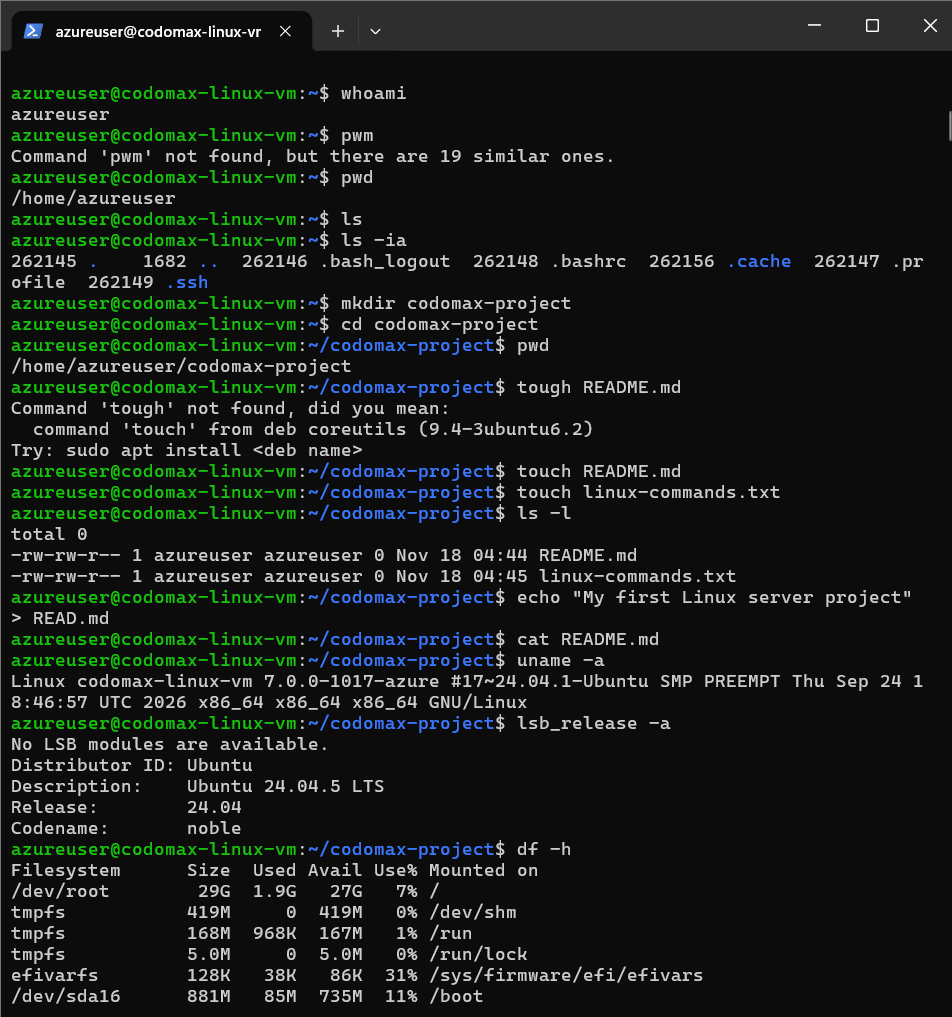 azureuser@codomax-linux-vr
azureuser@codomax-linux-vm:~$ whoami
azureuser
azureuser@codomax-linux-vm:~$ pwm
Command 'pwm' not found, but there are 19 similar ones.
azureuser@codomax-linux-vm:~$ pwd
/home/azureuser
azureuser@codomax-linux-vm:~$ ls
azureuser@codomax-linux-vm:~$ ls -ia
262145 .    1682 ..  262146 .bash_logout  262148 .bashrc  262156 .cache  262147 .pr
ofile  262149 .ssh
azureuser@codomax-linux-vm:~$ mkdir codomax-project
azureuser@codomax-linux-vm:~$ cd codomax-project
azureuser@codomax-linux-vm:~/codomax-project$ pwd
/home/azureuser/codomax-project
azureuser@codomax-linux-vm:~/codomax-project$ tough README.md
Command 'tough' not found, did you mean:
  command 'touch' from deb coreutils (9.4-3ubuntu6.2)
Try: sudo apt install <deb name>
azureuser@codomax-linux-vm:~/codomax-project$ touch README.md
azureuser@codomax-linux-vm:~/codomax-project$ touch linux-commands.txt
azureuser@codomax-linux-vm:~/codomax-project$ ls -l
total 0
-rw-rw-r-- 1 azureuser azureuser 0 Nov 18 04:44 README.md
-rw-rw-r-- 1 azureuser azureuser 0 Nov 18 04:45 linux-commands.txt
azureuser@codomax-linux-vm:~/codomax-project$ echo "My first Linux server project"
> READ.md
azureuser@codomax-linux-vm:~/codomax-project$ cat README.md
azureuser@codomax-linux-vm:~/codomax-project$ uname -a
Linux codomax-linux-vm 7.0.0-1017-azure #17~24.04.1-Ubuntu SMP PREEMPT Thu Sep 24 1
8:46:57 UTC 2026 x86_64 x86_64 x86_64 GNU/Linux
azureuser@codomax-linux-vm:~/codomax-project$ lsb_release -a
No LSB modules are available.
Distributor ID: Ubuntu
Description:    Ubuntu 24.04.5 LTS
Release:        24.04
Codename:       noble
azureuser@codomax-linux-vm:~/codomax-project$ df -h
Filesystem      Size  Used Avail Use% Mounted on
/dev/root        29G  1.9G   27G   7% /
tmpfs           419M     0  419M   0% /dev/shm
tmpfs           168M  968K  167M   1% /run
tmpfs           5.0M     0  5.0M   0% /run/lock
efivarfs        128K   38K   86K  31% /sys/firmware/efi/efivars
/dev/sda16      881M   85M  735M  11% /boot